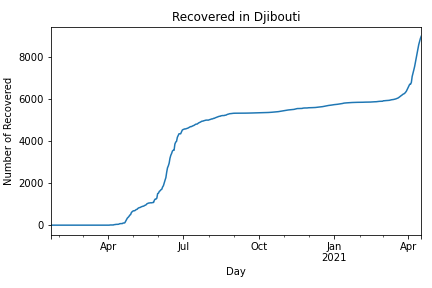 Recovered in Djibouti
Number of Recovered
8000
6000
4000
2000
0
Apr
Jul
Oct
Jan
2021
Apr
Day